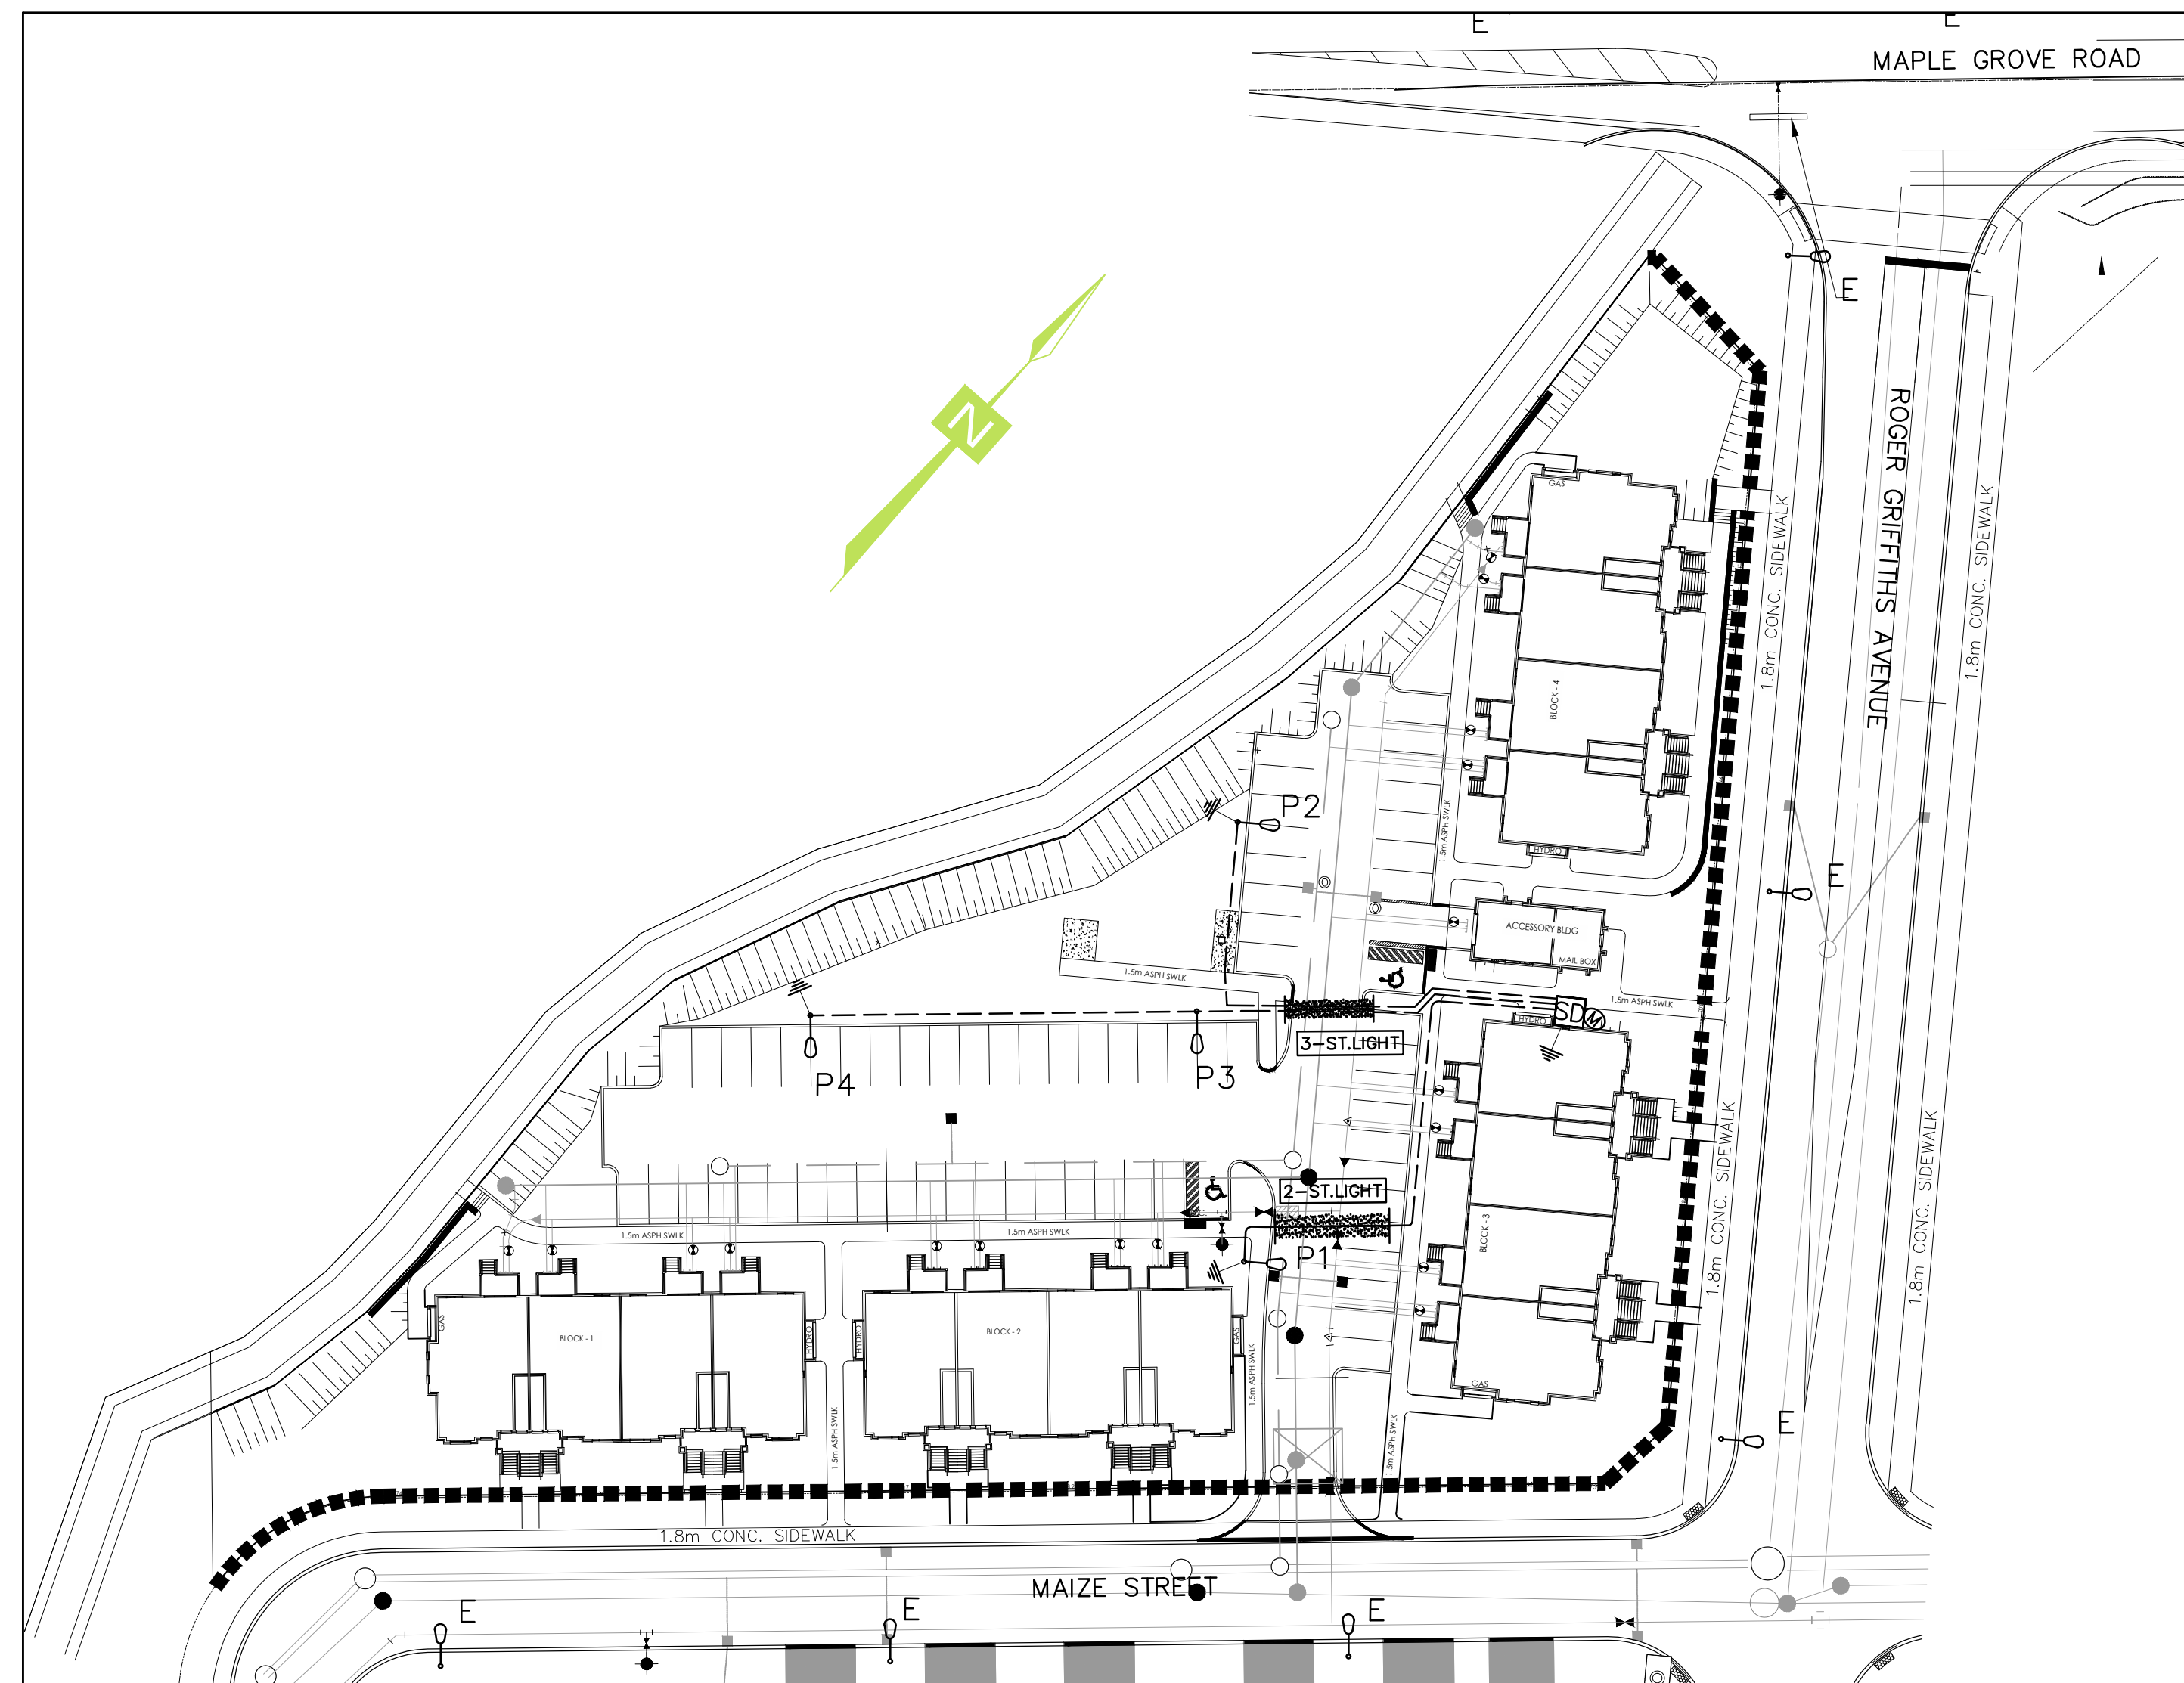 E
E
MAPLE GROVE ROAD
E
N
ROGER GRIFFITHS AVENUE
GAS
1.8m CONC. SIDEWALK
1.8m CONC. SIDEWALK
BLOCK - 4
P2
1.5m ASPH SWLK
HYDRO
E
ACCESSORY BLDG
MAIL BOX
1.5m ASPH SWLK
1.5m ASPH SWLK
SD
M
HYDRO
3-ST.LIGHT
P4
P3
1.8m CONC. SIDEWALK
1.8m CONC. SIDEWALK
2-ST.LIGHT
BLOCK - 3
1.5m ASPH SWLK
1.5m ASPH SWLK
P1
GAS
BLOCK - 1
HYDRO
HYDRO
BLOCK - 2
GAS
GAS
1.5m ASPH SWLK
1.5m ASPH SWLK
1.5m ASPH SWLK
E
1.8m CONC. SIDEWALK
MAIZE STREET
E
E
E